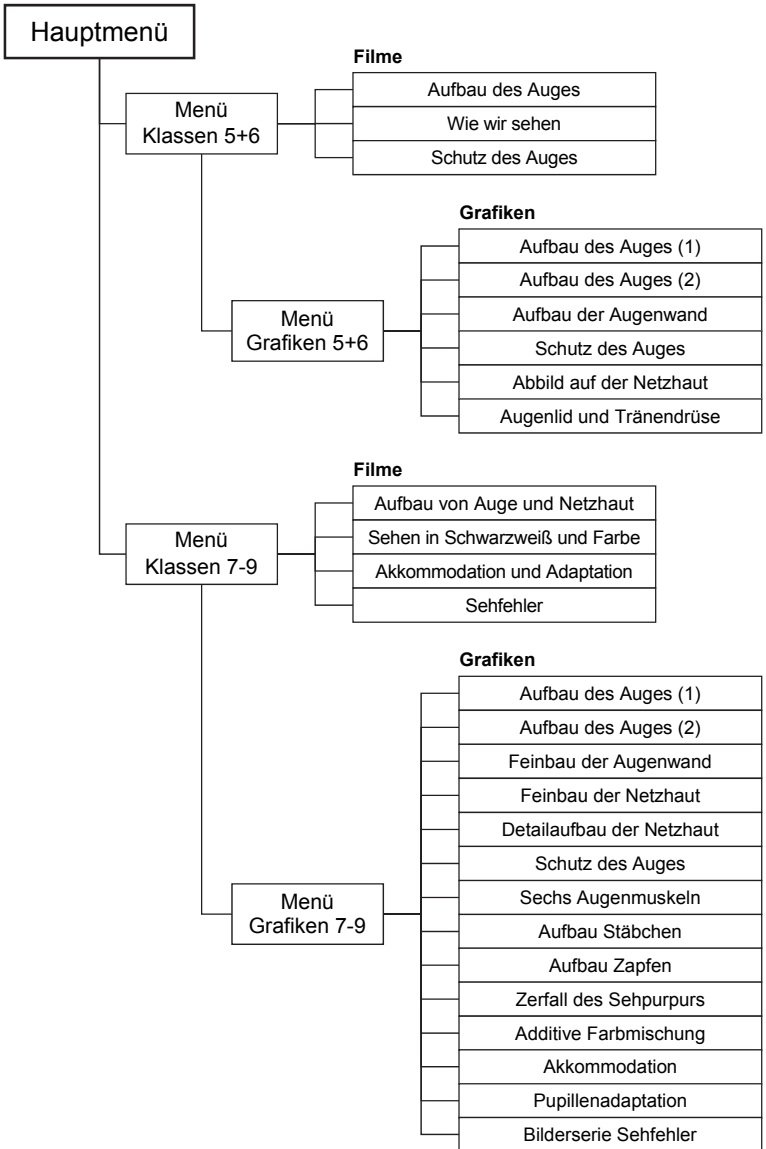 Hauptmenü
Filme
Menü
Klassen 5+6
Aufbau des Auges
Wie wir sehen
Schutz des Auges
Grafiken
Menü
Grafiken 5+6
Aufbau des Auges (1)
Aufbau des Auges (2)
Aufbau der Augenwand
Schutz des Auges
Abbild auf der Netzhaut
Augenlid und Tränendrüse
Filme
Menü
Klassen 7-9
Aufbau von Auge und Netzhaut
Sehen in Schwarzweiß und Farbe
Akkommodation und Adaptation
Sehfehler
Grafiken
Menü
Grafiken 7-9
Aufbau des Auges (1)
Aufbau des Auges (2)
Feinbau der Augenwand
Feinbau der Netzhaut
Detailaufbau der Netzhaut
Schutz des Auges
Sechs Augenmuskeln
Aufbau Stäbchen
Aufbau Zapfen
Zerfall des Sehpurpurs
Additive Farbmischung
Akkommodation
Pupillenadaptation
Bilderserie Sehfehler